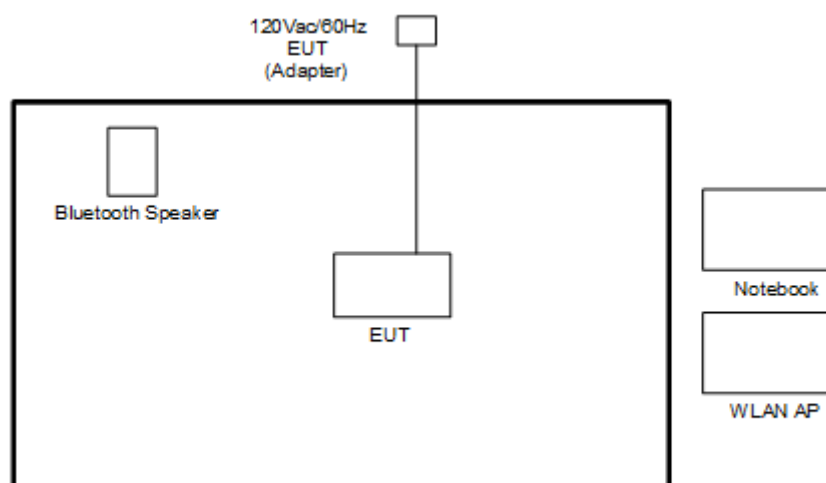 120Vac/60Hz
EUT
(Adapter)
Bluetooth Speaker
EUT
Notebook
WLAN AP